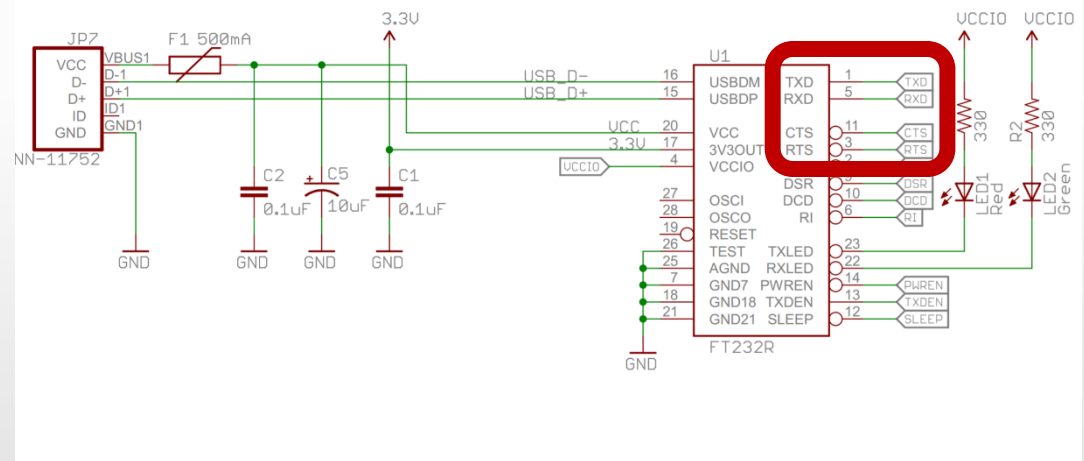 3.3V
VCCIO VCCIO
JP7
F1 500mA
U1
VCC VBUS1
D- D-1
D+ D+1
ID ID1
GND GND1
NN-11752
USB_D- 16 USBDM TXD 1 TXD
USB_D+ 15 USBDP RXD 5 RXD
VCC 20 VCC CTS 11 CTS
3.3V 17 3V3OUT RTS 3 RTS
VCCIO 4 VCCIO
330
R2 330
DSR DSR
27 OSCI DCD 10 DCD
28 OSCO RI 6 RI
19 RESET
26 TEST TXLED 23
25 AGND RXLED 22
7 GND7 PWREN 14 PWREN
18 GND18 TXDEN 13 TXDEN
21 GND21 SLEEP 12 SLEEP
FT232R
C2
0.1uF
+ C5
10uF
C1
0.1uF
LED1
Red
LED2
Green
GND
GND
GND
GND
GND